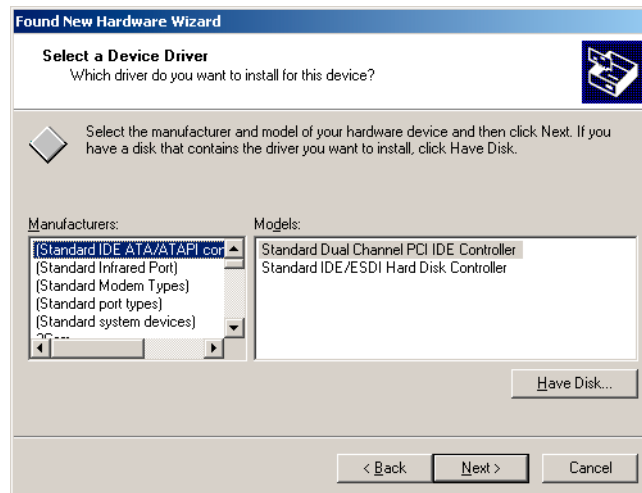 Found New Hardware Wizard
Select a Device Driver
Which driver do you want to install for this device?
Select the manufacturer and model of your hardware device and then click Next. If you
have a disk that contains the driver you want to install, click Have Disk.
Manufacturers:
(Standard IDE ATA/ATAPI con
(Standard Infrared Port)
(Standard Modem Types)
(Standard port types)
(Standard system devices)
Models:
Standard Dual Channel PCI IDE Controller
Standard IDE/ESDI Hard Disk Controller
Have Disk...
< Back
Next >
Cancel